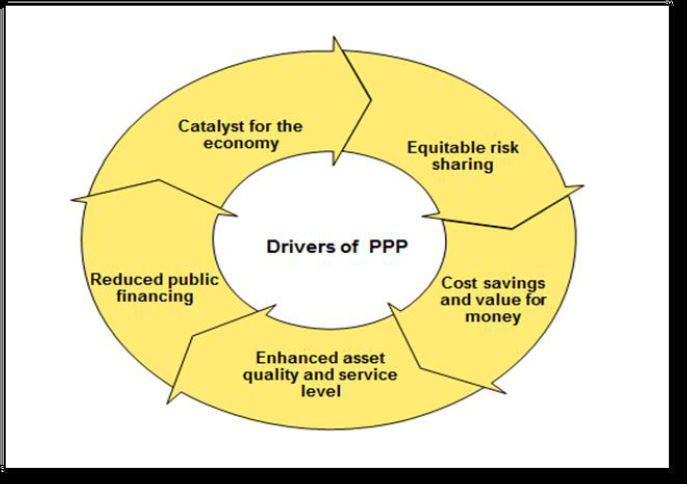 Catalyst for the
economy
Equitable risk
sharing
Drivers of PPP
Reduced public
financing
Cost savings
and value for
money
Enhanced asset
quality and service
level